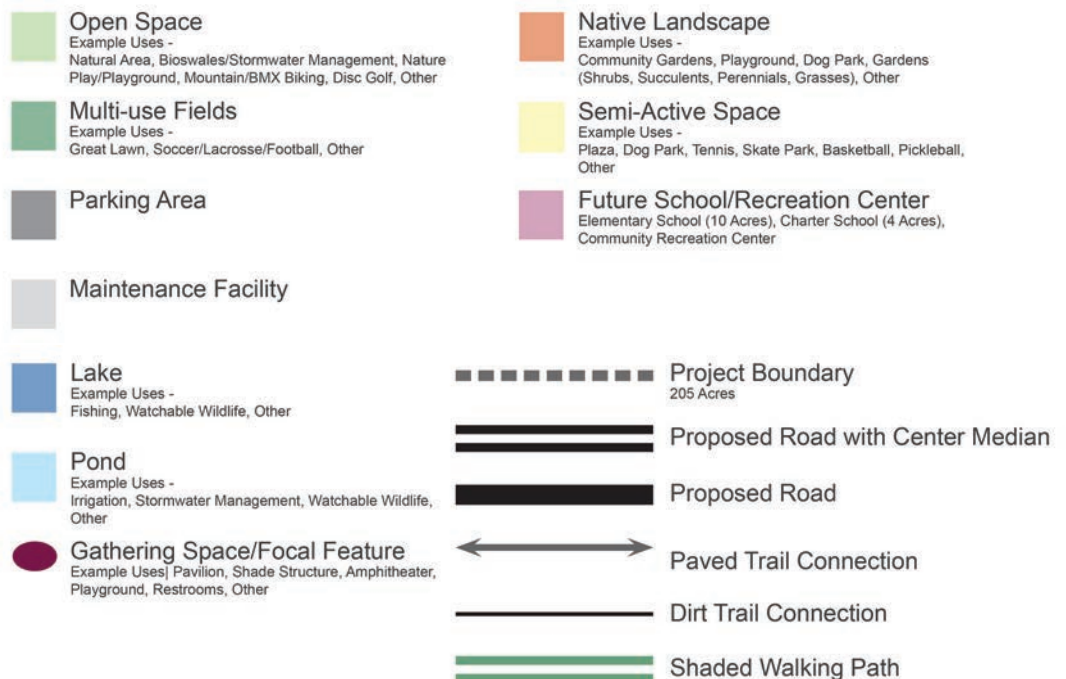 Open Space
Example Uses -
Natural Area, Bioswales/Stormwater Management, Nature
Play/Playground, Mountain/BMX Biking, Disc Golf, Other
Multi-use Fields
Example Uses -
Great Lawn, Soccer/Lacrosse/Football, Other
Parking Area
Maintenance Facility
Lake
Example Uses -
Fishing, Watchable Wildlife, Other
Pond
Example Uses -
Irrigation, Stormwater Management, Watchable Wildlife,
Other
Gathering Space/Focal Feature
Example Uses| Pavilion, Shade Structure, Amphitheater,
Playground, Restrooms, Other
Native Landscape
Example Uses -
Community Gardens, Playground, Dog Park, Gardens
(Shrubs, Succulents, Perennials, Grasses), Other
Semi-Active Space
Example Uses -
Plaza, Dog Park, Tennis, Skate Park, Basketball, Pickleball,
Other
Future School/Recreation Center
Elementary School (10 Acres), Charter School (4 Acres),
Community Recreation Center
Project Boundary
205 Acres
Proposed Road with Center Median
Proposed Road
Paved Trail Connection
Dirt Trail Connection
Shaded Walking Path